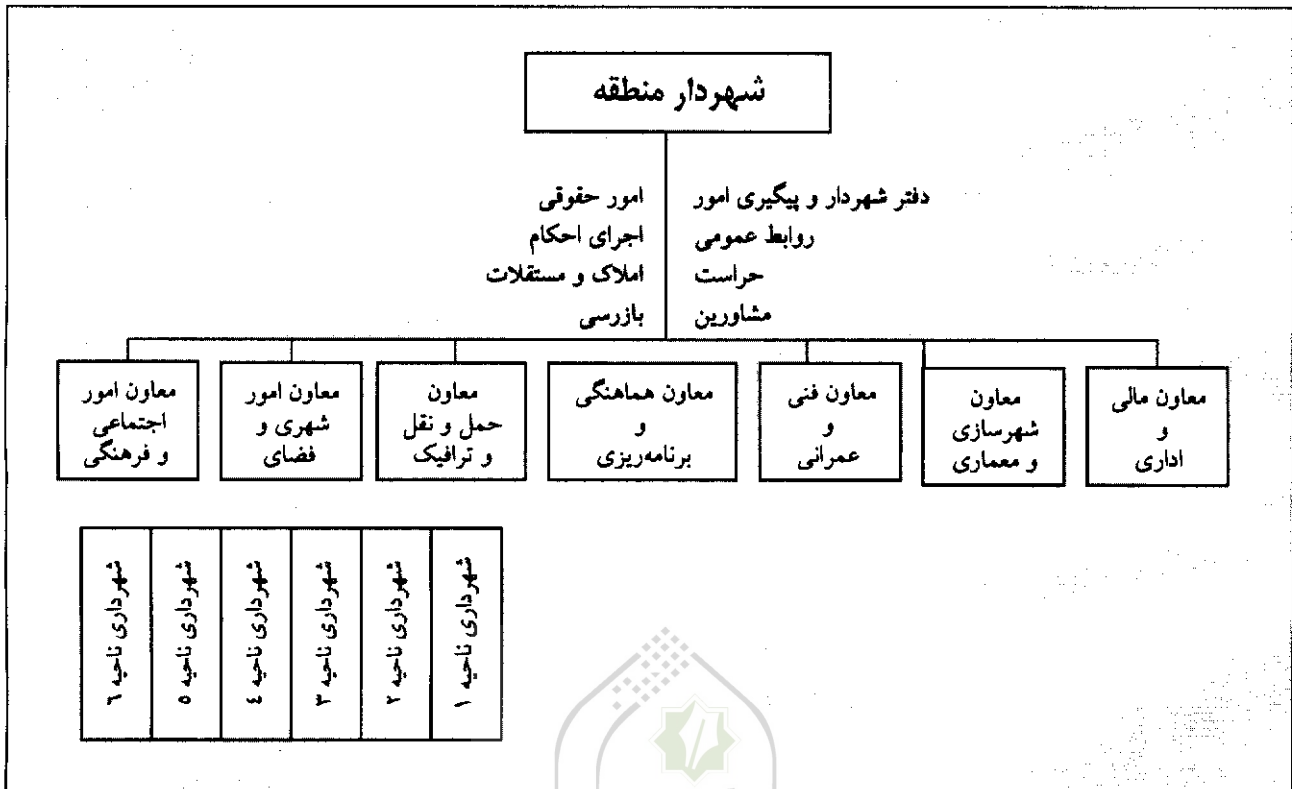 شهردار منطقه
دفتر شهردار و پیگیری امور
روابط عمومی
حراست
مشاورین
امور حقوقی
اجرای احکام
املاک و مستقلات
بازرسی
معاون مالی
و
اداری
معاون
شهرسازی
و معماری
معاون فنی
و
عمرانی
معاون هماهنگی
و
برنامه‌ریزی
معاون
حمل و نقل
و ترافیک
معاون امور
شهری و
فضای
معاون امور
اجتماعی
و فرهنگی
شهرداری ناحیه ۱
شهرداری ناحیه ۲
شهرداری ناحیه ۳
شهرداری ناحیه ٤
شهرداری ناحیه ۵
شهرداری ناحیه ٦